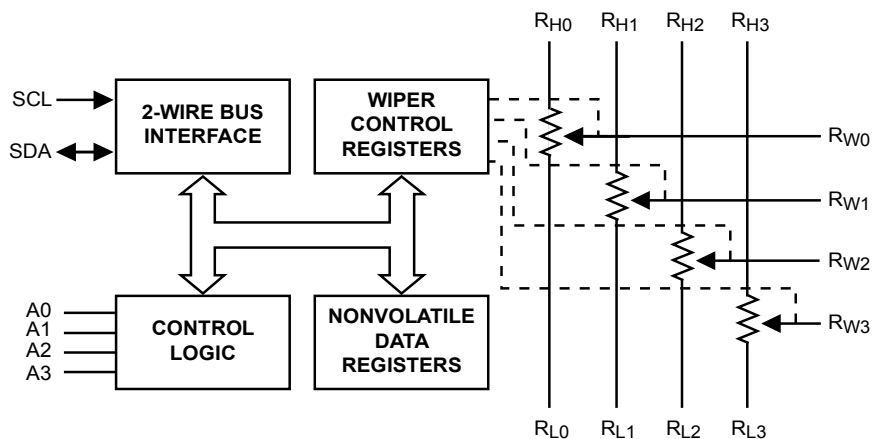 RH0 RH1 RH2 RH3
SCL
SDA
2-WIRE BUS
INTERFACE
WIPER
CONTROL
REGISTERS
RW0
RW1
RW2
RW3
A0
A1
A2
A3
CONTROL
LOGIC
NONVOLATILE
DATA
REGISTERS
RL0 RL1 RL2 RL3